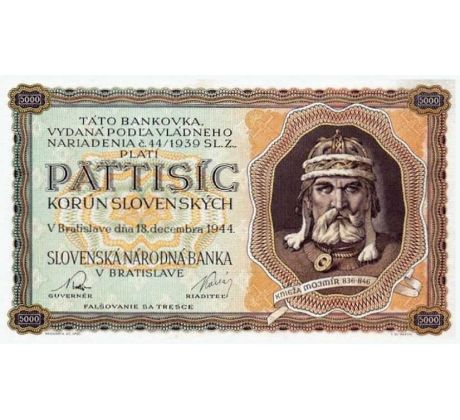 5000 5000
TÁTO BANKOVKA,
VYDANÁ PODĽA VLÁDNEHO
NARIADENIA č.44/1939 SL.Z.,
PLATÍ
PÄŤTISÍC
KORÚN SLOVENSKÝCH
V Bratislave dňa 18. decembra 1944.
SLOVENSKÁ NÁRODNÁ BANKA
V BRATISLAVE
GUVERNÉR RIADITEĽ
KNIEŽA MOJMÍR 836-846
FALŠOVANIE SA TRESCE
5000 5000